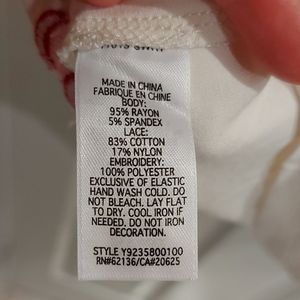 MADE IN CHINA
FABRIQUE EN CHINE
BODY:
95% RAYON
5% SPANDEX
LACE:
83% COTTON
17% NYLON
EMBROIDERY:
100% POLYESTER
EXCLUSIVE OF ELASTIC
HAND WASH COLD. DO
NOT BLEACH. LAY FLAT
TO DRY. COOL IRON IF
NEEDED. DO NOT IRON
DECORATION.
STYLE Y9235800100
RN#62136/CA#20625